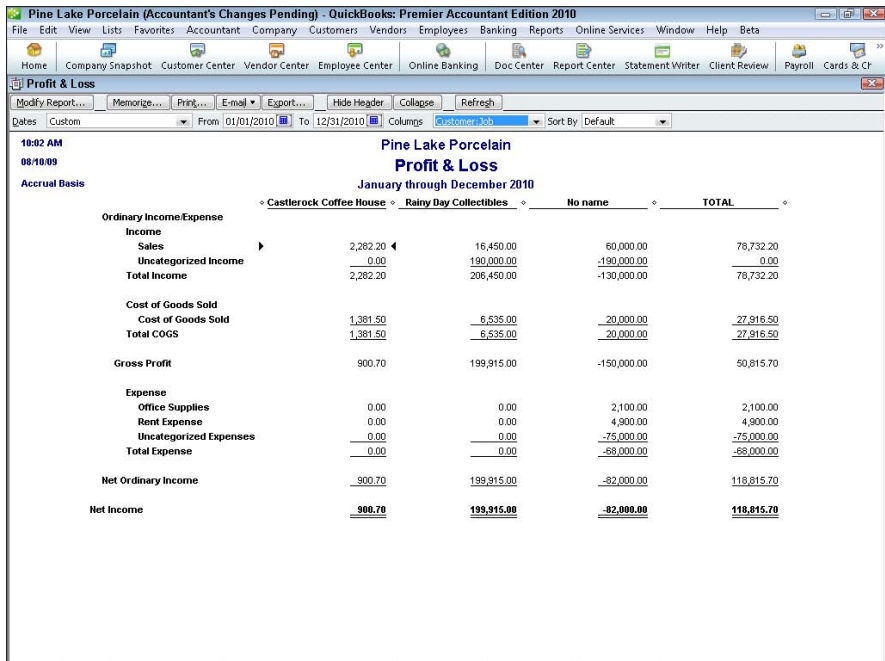 Pine Lake Porcelain (Accountant's Changes Pending) - QuickBooks: Premier Accountant Edition 2010
File Edit View Lists Favorites Accountant Company Customers Vendors Employees Banking Reports Online Services Window Help Beta
Home Company Snapshot Customer Center Vendor Center Employee Center Online Banking Doc Center Report Center Statement Writer Client Review Payroll Cards & Cr
Profit & Loss
Modify Report... Memorize... Print... E-mail Export... Hide Header Collapse Refresh
Dates Custom From 01/01/2010 To 12/31/2010 Columns Customer:Job Sort By Default
10:02 AM Pine Lake Porcelain
08/10/09 Profit & Loss
Accrual Basis January through December 2010
Castlerock Coffee House Rainy Day Collectibles No name TOTAL
Ordinary Income/Expense
Income
Sales 2,282.20 16,450.00 60,000.00 78,732.20
Uncategorized Income 0.00 190,000.00 -190,000.00 0.00
Total Income 2,282.20 206,450.00 -130,000.00 78,732.20
Cost of Goods Sold
Cost of Goods Sold 1,381.50 6,535.00 20,000.00 27,916.50
Total COGS 1,381.50 6,535.00 20,000.00 27,916.50
Gross Profit 900.70 199,915.00 -150,000.00 50,815.70
Expense
Office Supplies 0.00 0.00 2,100.00 2,100.00
Rent Expense 0.00 0.00 4,900.00 4,900.00
Uncategorized Expenses 0.00 0.00 -75,000.00 -75,000.00
Total Expense 0.00 0.00 -68,000.00 -68,000.00
Net Ordinary Income 900.70 199,915.00 -82,000.00 118,815.70
Net Income 900.70 199,915.00 -82,000.00 118,815.70